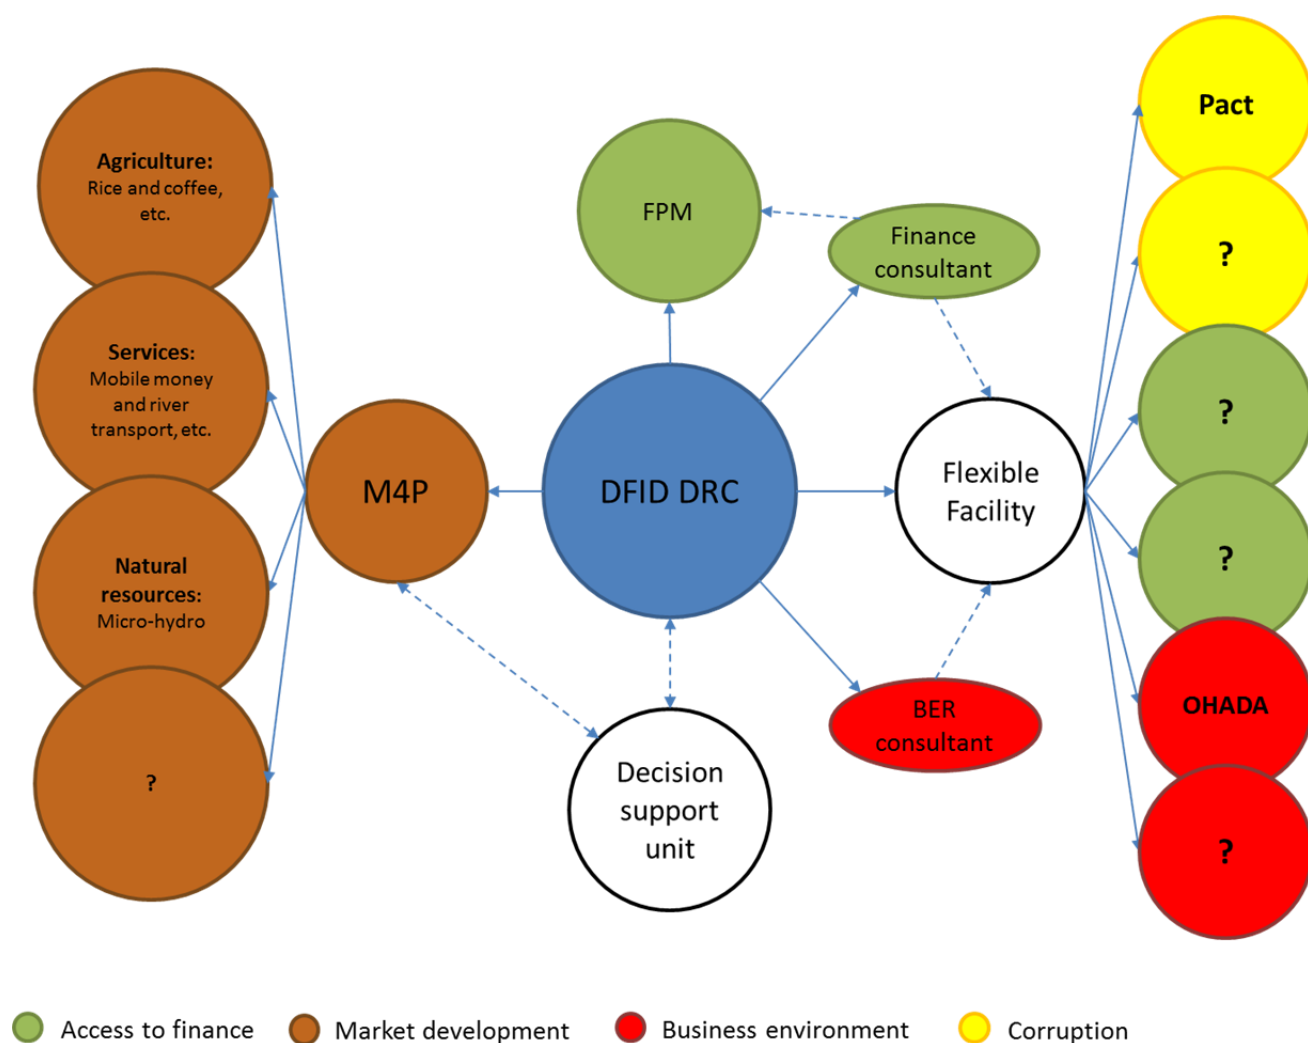 Agriculture:
Rice and coffee,
etc.
Services:
Mobile money
and river
transport, etc.
Natural
resources:
Micro-hydro
?
M4P
FPM
Finance
consultant
DFID DRC
Flexible
Facility
BER
consultant
Decision
support
unit
Pact
?
?
?
OHADA
?
Access to finance
Market development
Business environment
Corruption